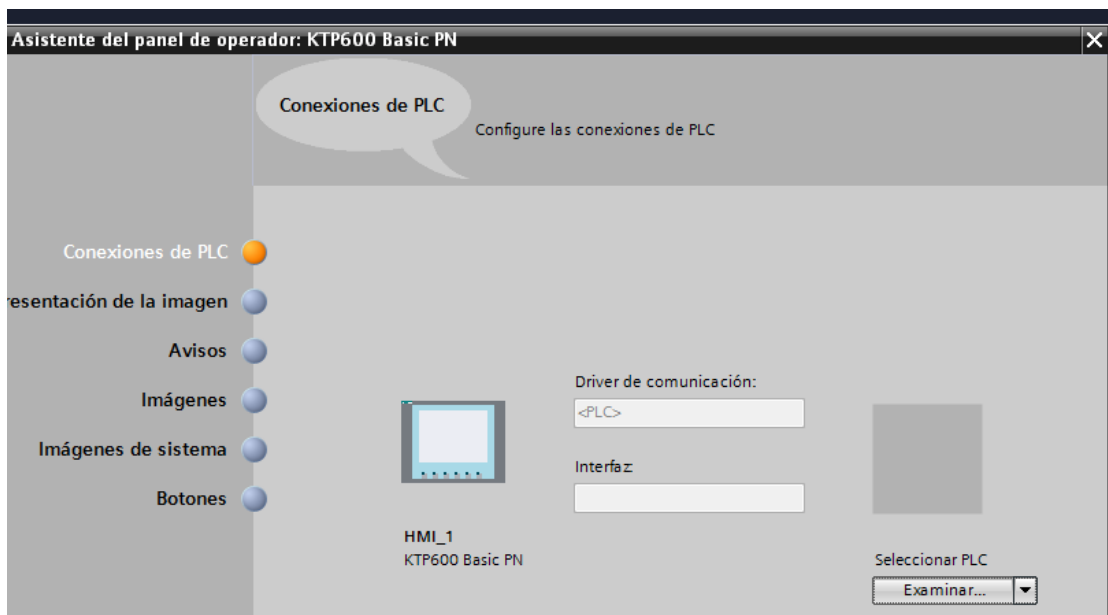 Asistente del panel de operador: KTP600 Basic PN
Conexiones de PLC
Configure las conexiones de PLC
Conexiones de PLC
resentación de la imagen
Avisos
Imágenes
Imágenes de sistema
Botones
Driver de comunicación:
<PLC>
Interfaz:
HMI_1
KTP600 Basic PN
Seleccionar PLC
Examinar...